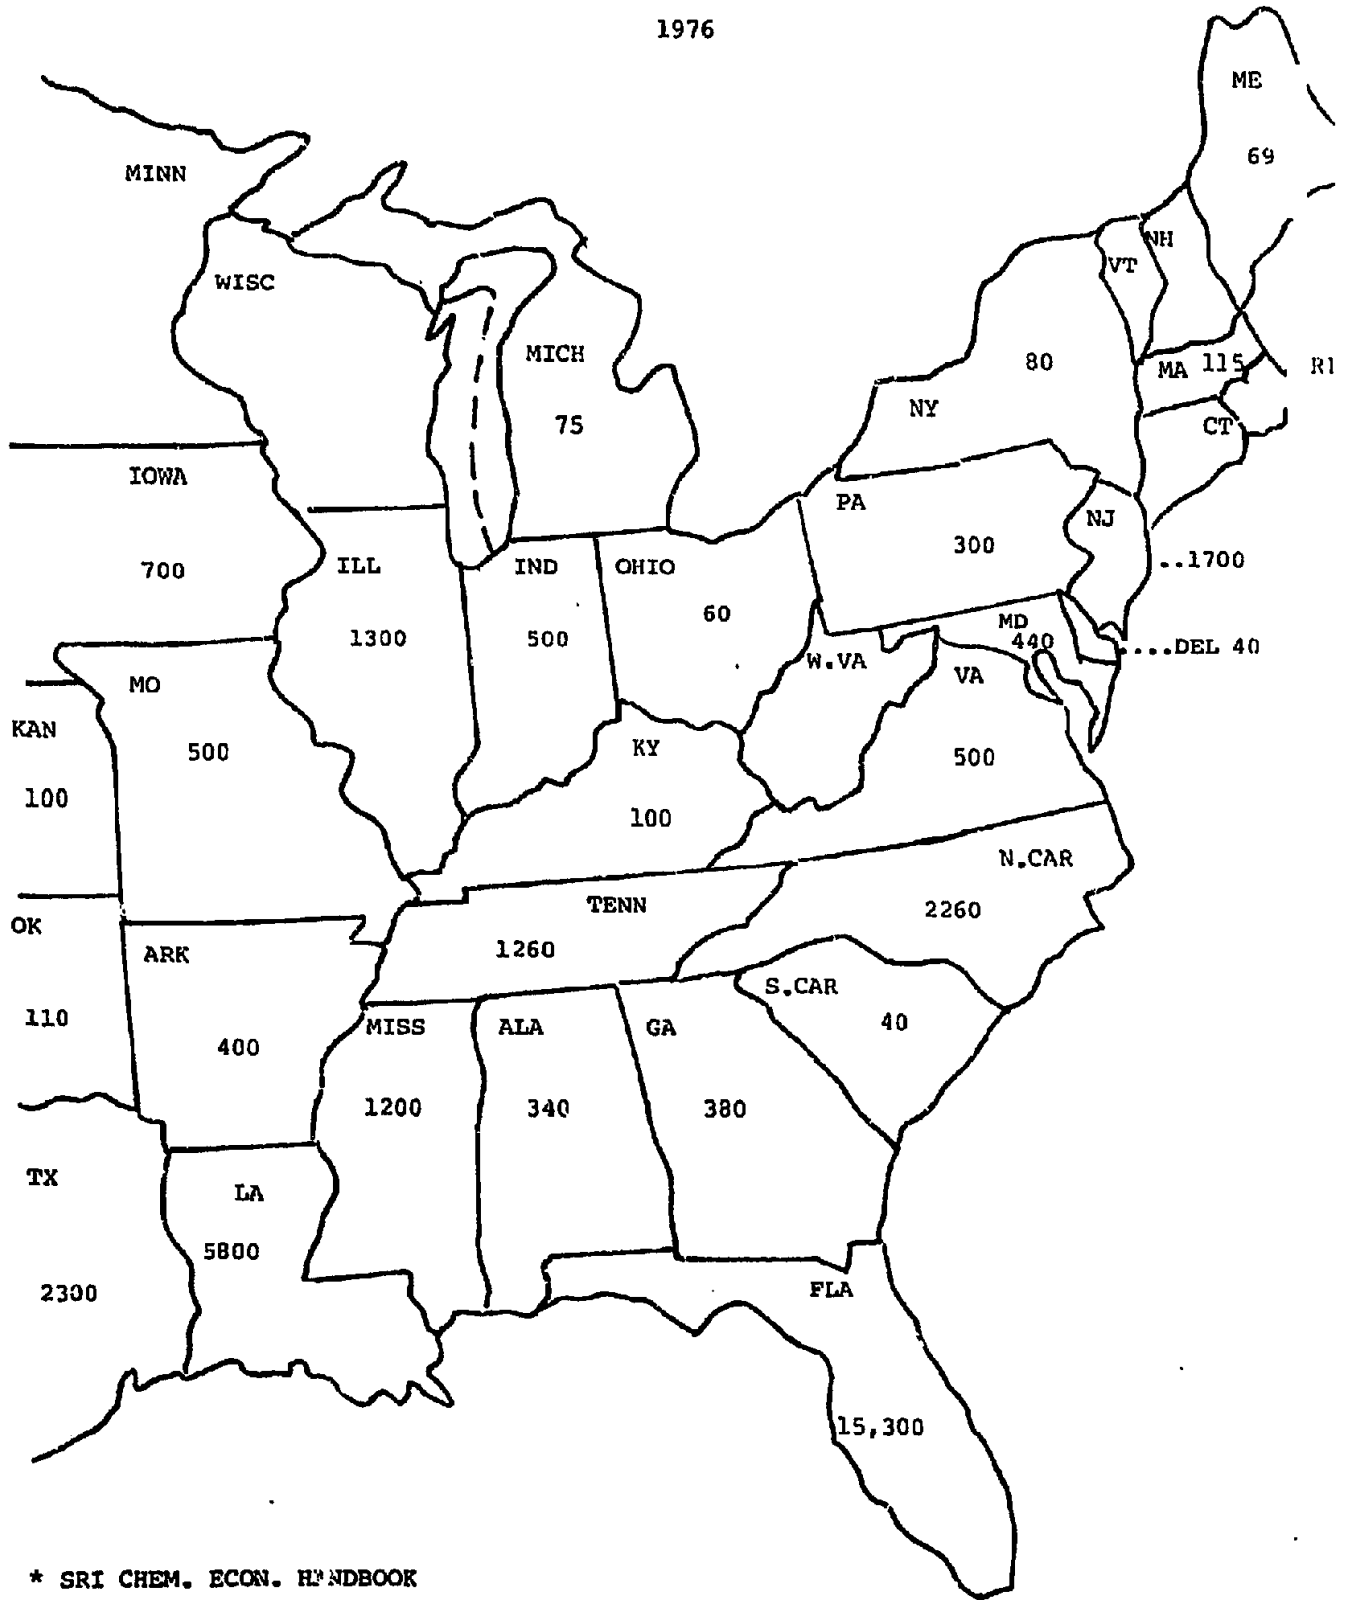 1976
ME
69
MINN
NH
VT
WISC
MICH
75
80
MA 115
RI
NY
CT
IOWA
700
PA
300
NJ
..1700
ILL
1300
IND
500
OHIO
60
MD
440
....DEL 40
W.VA
VA
500
MO
500
KAN
100
KY
100
N.CAR
2260
TENN
1260
OK
110
ARK
400
S.CAR
40
MISS
1200
ALA
340
GA
380
TX
2300
LA
5800
FLA
15,300
* SRI CHEM. ECON. HANDBOOK